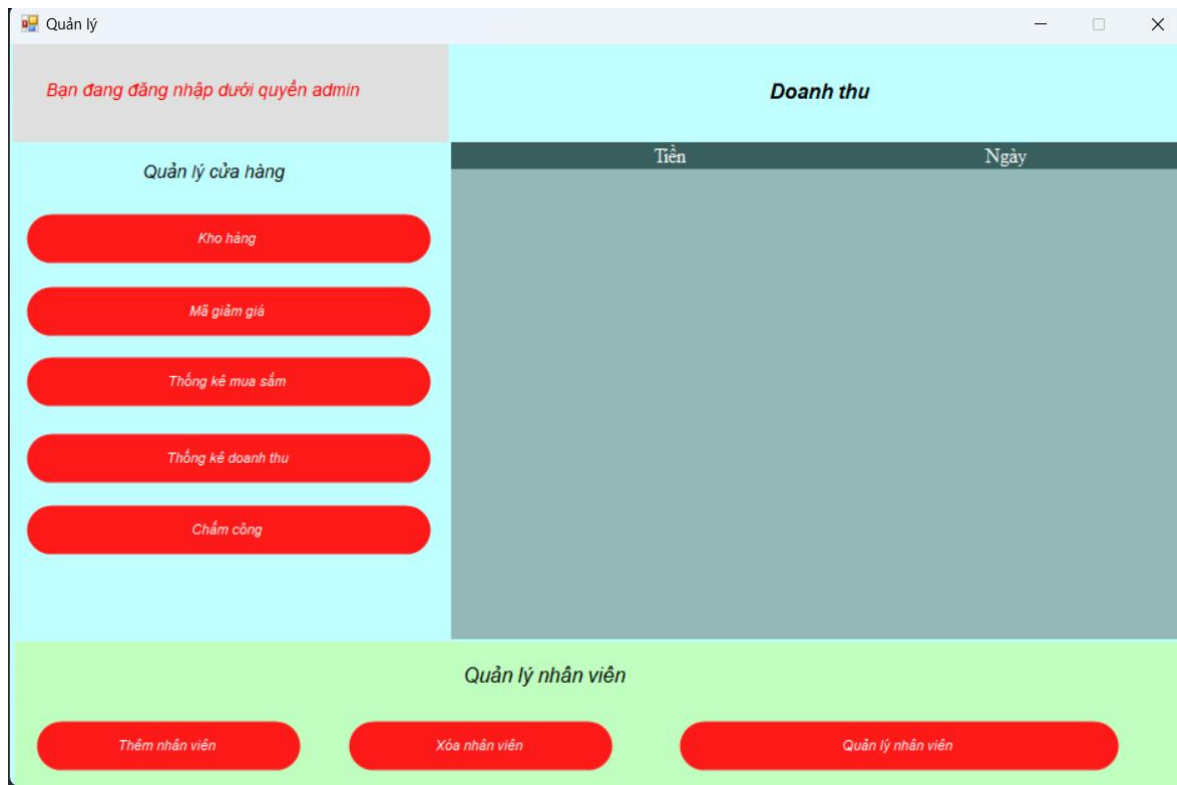 Quản lý
Bạn đang đăng nhập dưới quyền admin
Doanh thu
Quản lý cửa hàng
Tiền
Ngày
Kho hàng
Mã giảm giá
Thống kê mua sắm
Thống kê doanh thu
Chấm công
Quản lý nhân viên
Thêm nhân viên
Xóa nhân viên
Quản lý nhân viên